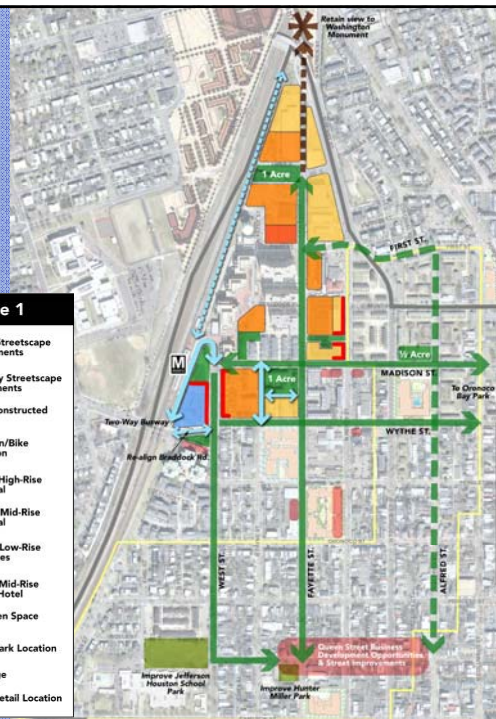 Retain view to
Washington
Monument
1 Acre
FIRST ST.
e 1
Streetscape
ments
y Streetscape
ments
onstructed
n/Bike
on
High-Rise
al
Mid-Rise
al
Low-Rise
es
Mid-Rise
Hotel
en Space
ark Location
e
etail Location
M
½ Acre
MADISON ST.
1 Acre
To Oronoco
Bay Park
Two-Way Busway
WYTHE ST.
Re-align Braddock Rd.
WEST ST.
FAYETTE ST.
ALFRED ST.
Queen Street Business
Development Opportunities
& Street Improvements
Improve Jefferson
Houston School
Park
Improve Hunter
Miller Park